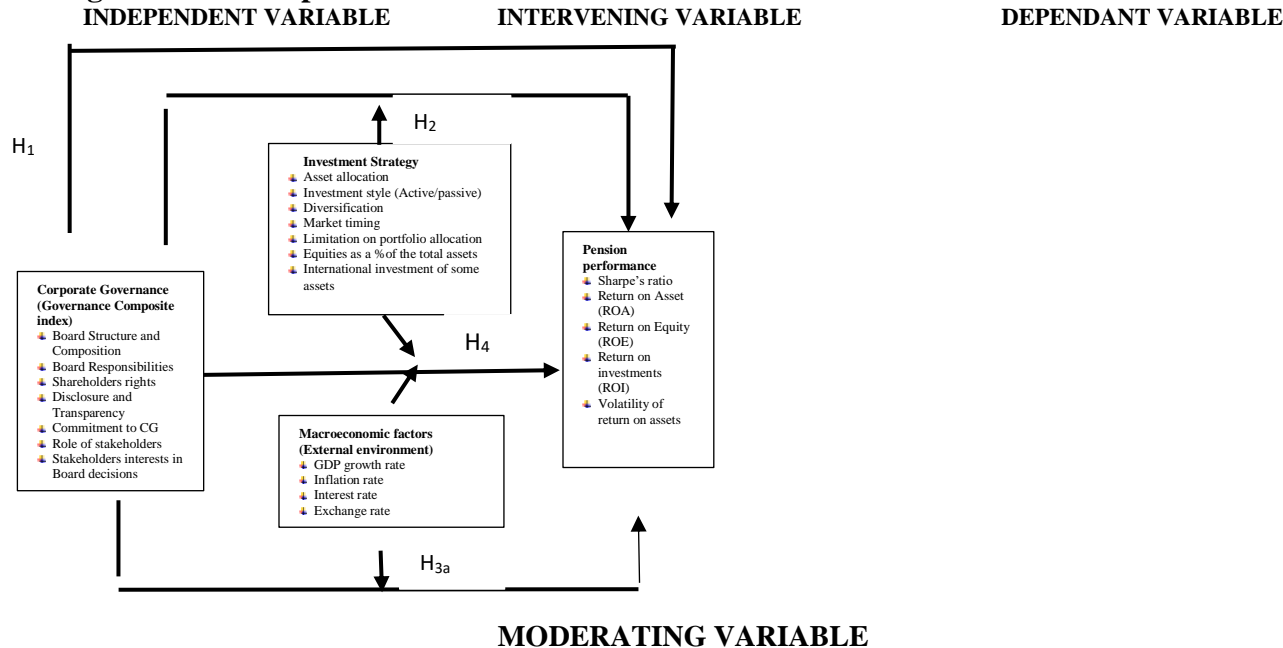 INDEPENDENT VARIABLE INTERVENING VARIABLE DEPENDANT VARIABLE
H1
H2
Investment Strategy
Asset allocation
Investment style (Active/passive)
Diversification
Market timing
Limitation on portfolio allocation
Equities as a %of the total assets
International investment of some
assets
Corporate Governance
(Governance Composite
index)
Board Structure and
Composition
Board Responsibilities
Shareholders rights
Disclosure and
Transparency
Commitment to CG
Role of stakeholders
Stakeholders interests in
Board decisions
H4
Pension
performance
Sharpe's ratio
Return on Asset
(ROA)
Return on Equity
(ROE)
Return on
investments
(ROI)
Volatility of
return on assets
Macroeconomic factors
(External environment)
GDP growth rate
Inflation rate
Interest rate
Exchange rate
H3a
MODERATING VARIABLE